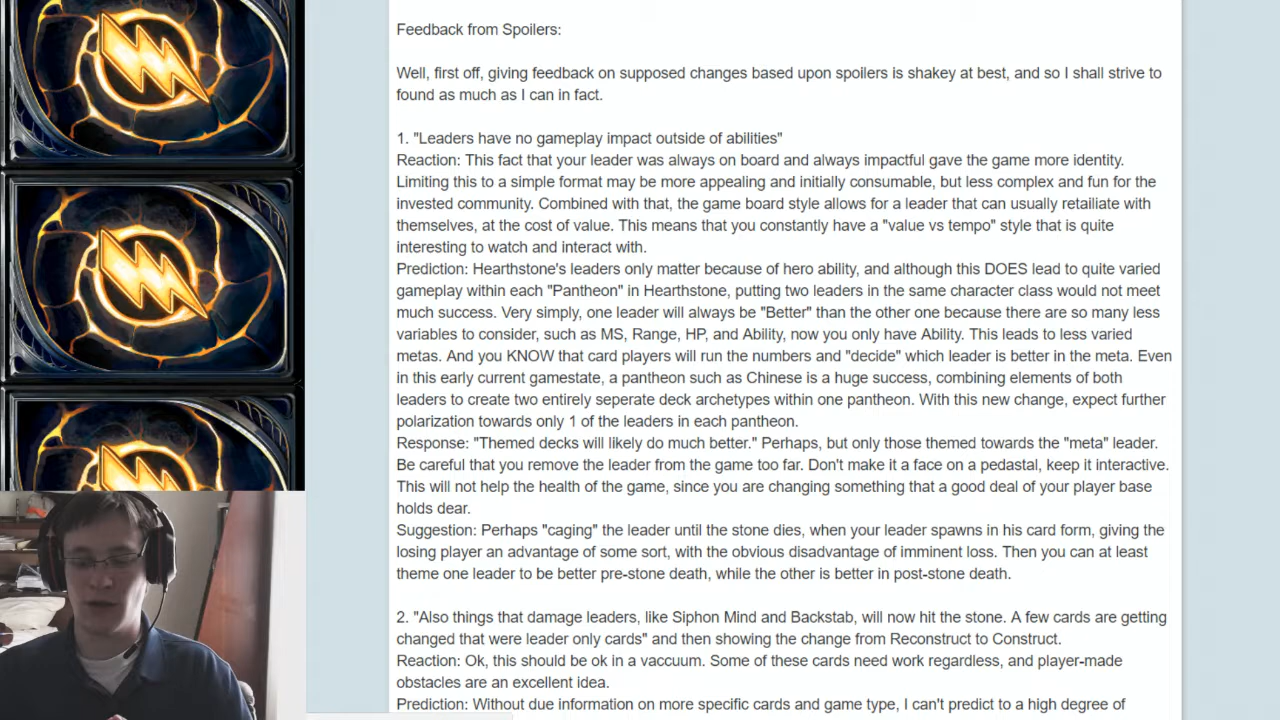 Feedback from Spoilers:
Well, first off, giving feedback on supposed changes based upon spoilers is shakey at best, and so I shall strive to
found as much as I can in fact.
1. "Leaders have no gameplay impact outside of abilities"
Reaction: This fact that your leader was always on board and always impactful gave the game more identity.
Limiting this to a simple format may be more appealing and initially consumable, but less complex and fun for the
invested community. Combined with that, the game board style allows for a leader that can usually retailiate with
themselves, at the cost of value. This means that you constantly have a "value vs tempo" style that is quite
interesting to watch and interact with.
Prediction: Hearthstone's leaders only matter because of hero ability, and although this DOES lead to quite varied
gameplay within each "Pantheon" in Hearthstone, putting two leaders in the same character class would not meet
much success. Very simply, one leader will always be "Better" than the other one because there are so many less
variables to consider, such as MS, Range, HP, and Ability, now you only have Ability. This leads to less varied
metas. And you KNOW that card players will run the numbers and "decide" which leader is better in the meta. Even
in this early current gamestate, a pantheon such as Chinese is a huge success, combining elements of both
leaders to create two entirely seperate deck archetypes within one pantheon. With this new change, expect further
polarization towards only 1 of the leaders in each pantheon.
Response: "Themed decks will likely do much better." Perhaps, but only those themed towards the "meta" leader.
Be careful that you remove the leader from the game too far. Don't make it a face on a pedastal, keep it interactive.
This will not help the health of the game, since you are changing something that a good deal of your player base
holds dear.
Suggestion: Perhaps "caging" the leader until the stone dies, when your leader spawns in his card form, giving the
losing player an advantage of some sort, with the obvious disadvantage of imminent loss. Then you can at least
theme one leader to be better pre-stone death, while the other is better in post-stone death.
2. "Also things that damage leaders, like Siphon Mind and Backstab, will now hit the stone. A few cards are getting
changed that were leader only cards" and then showing the change from Reconstruct to Construct.
Reaction: Ok, this should be ok in a vaccuum. Some of these cards need work regardless, and player-made
obstacles are an excellent idea.
Prediction: Without due information on more specific cards and game type, I can't predict to a high degree of